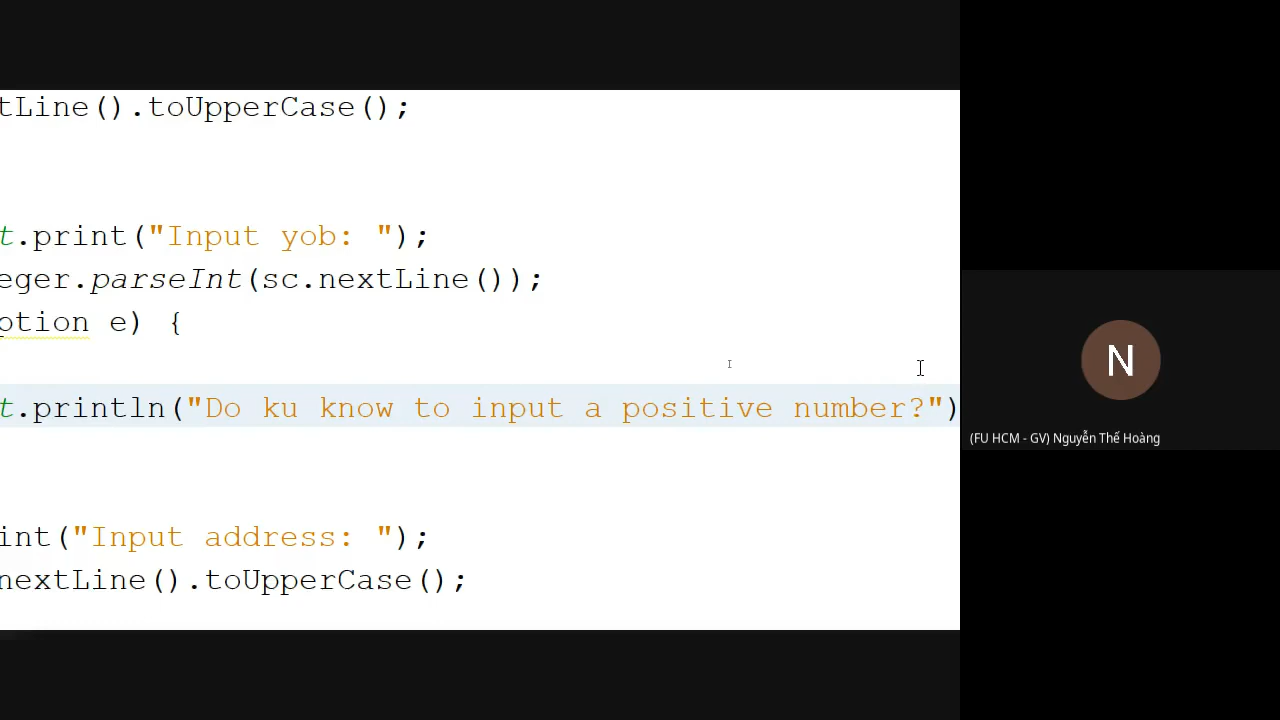 tLine().toUpperCase();
t.print("Input yob: ");
eger.parseInt(sc.nextLine());
ption e) {
t.println("Do ku know to input a positive number?")
int("Input address: ");
nextLine().toUpperCase();
N
(FU HCM - GV) Nguyễn Thế Hoàng